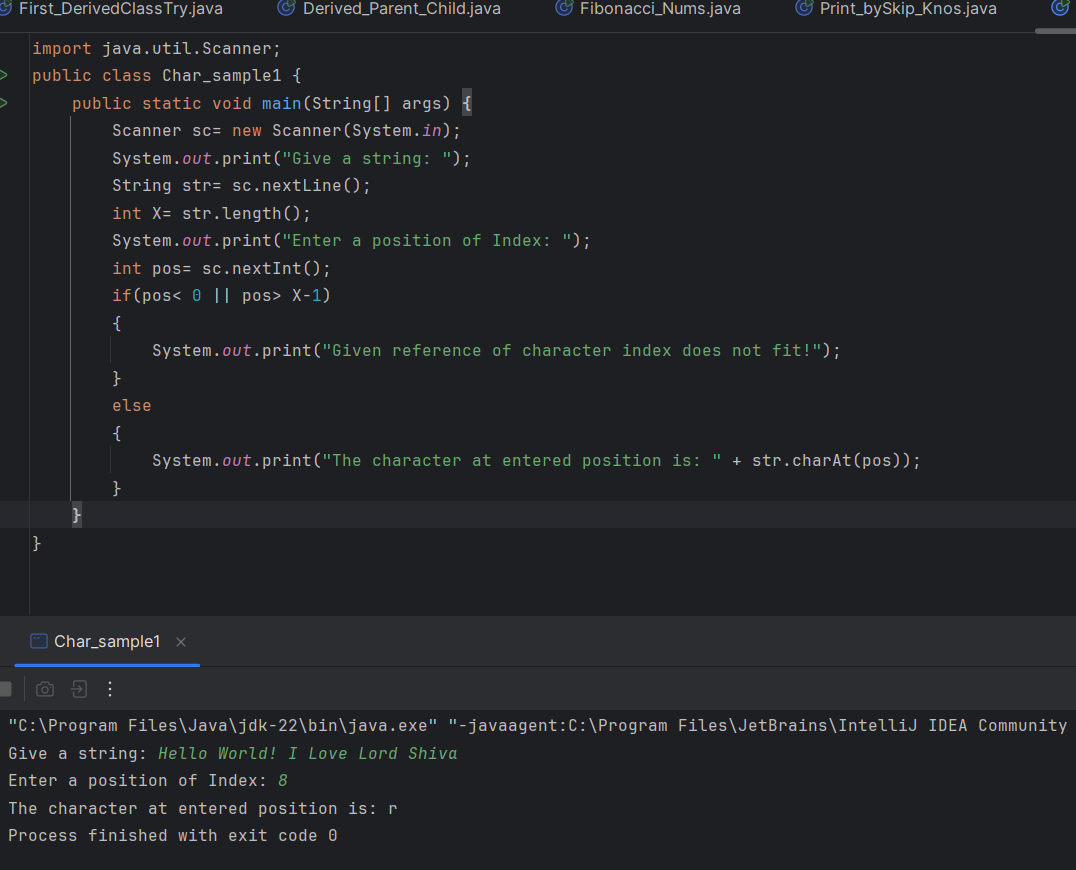 First_DerivedClassTry.java Derived_Parent_Child.java Fibonacci_Nums.java Print_bySkip_Knos.java
import java.util.Scanner;
public class Char_sample1 {
    public static void main(String[] args) {
        Scanner sc= new Scanner(System.in);
        System.out.print("Give a string: ");
        String str= sc.nextLine();
        int X= str.length();
        System.out.print("Enter a position of Index: ");
        int pos= sc.nextInt();
        if(pos< 0 || pos> X-1)
        {
            System.out.print("Given reference of character index does not fit!");
        }
        else
        {
            System.out.print("The character at entered position is: " + str.charAt(pos));
        }
    }
}
Char_sample1
"C:\Program Files\Java\jdk-22\bin\java.exe" "-javaagent:C:\Program Files\JetBrains\IntelliJ IDEA Community
Give a string: Hello World! I Love Lord Shiva
Enter a position of Index: 8
The character at entered position is: r
Process finished with exit code 0